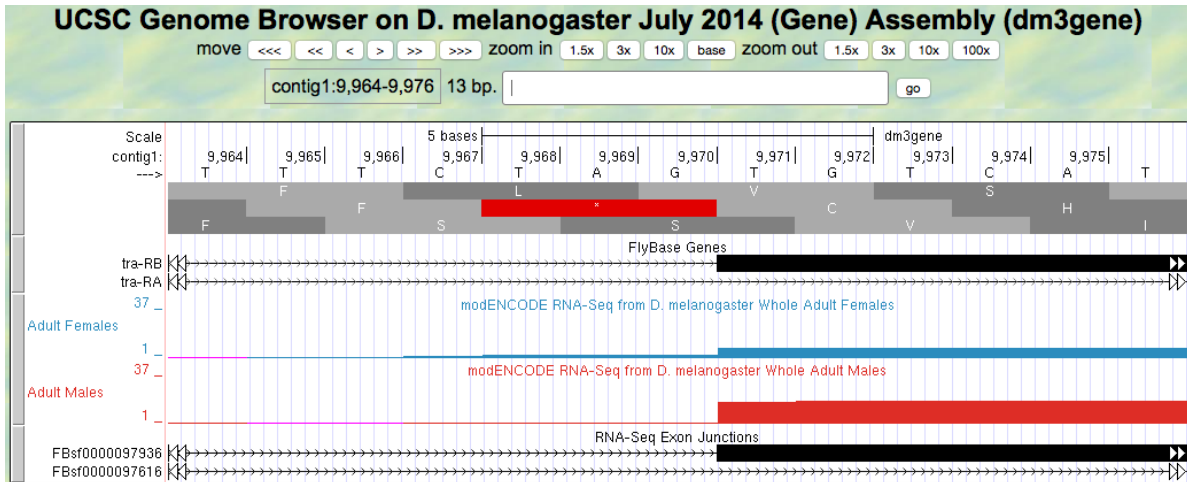 UCSC Genome Browser on D. melanogaster July 2014 (Gene) Assembly (dm3gene)
move <<< << < > >> >>> zoom in 1.5x 3x 10x base zoom out 1.5x 3x 10x 100x
contig1:9,964-9,976 13 bp. go
Scale 5 bases dm3gene
contig1: 9,964 9,965 9,966 9,967 9,968 9,969 9,970 9,971 9,972 9,973 9,974 9,975
---> T T T C T A G T G T C A T
F L V S
F * C H
F S S V I
FlyBase Genes
tra-RB
tra-RA
37 _ modENCODE RNA-Seq from D. melanogaster Whole Adult Females
Adult Females
1 _
37 _ modENCODE RNA-Seq from D. melanogaster Whole Adult Males
Adult Males
1 _
RNA-Seq Exon Junctions
FBsf0000097936
FBsf0000097616